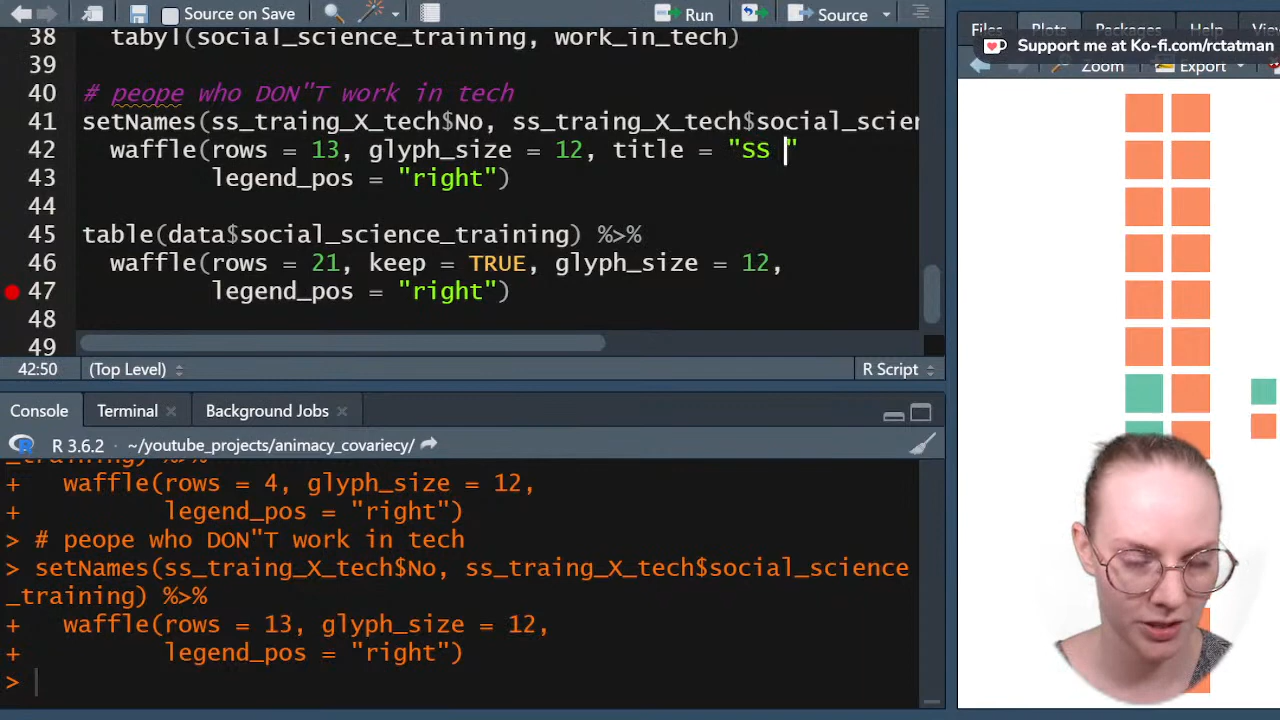 Source on Save
Run
Source
Files Plots Packages Help
Support me at Ko-fi.com/rctatman
Zoom Export
38 tabyl(social_science_training, work_in_tech)
39
40 # peope who DON"T work in tech
41 setNames(ss_traing_X_tech$No, ss_traing_X_tech$social_scien
42 waffle(rows = 13, glyph_size = 12, title = "SS "
43 legend_pos = "right")
44
45 table(data$social_science_training) %>%
46 waffle(rows = 21, keep = TRUE, glyph_size = 12,
47 legend_pos = "right")
48
49
42:50 (Top Level) R Script
Console Terminal Background Jobs
R 3.6.2 · ~/youtube_projects/animacy_covariecy/
_training) %>%
+ waffle(rows = 4, glyph_size = 12,
+ legend_pos = "right")
> # peope who DON"T work in tech
> setNames(ss_traing_X_tech$No, ss_traing_X_tech$social_science
_training) %>%
+ waffle(rows = 13, glyph_size = 12,
+ legend_pos = "right")
>